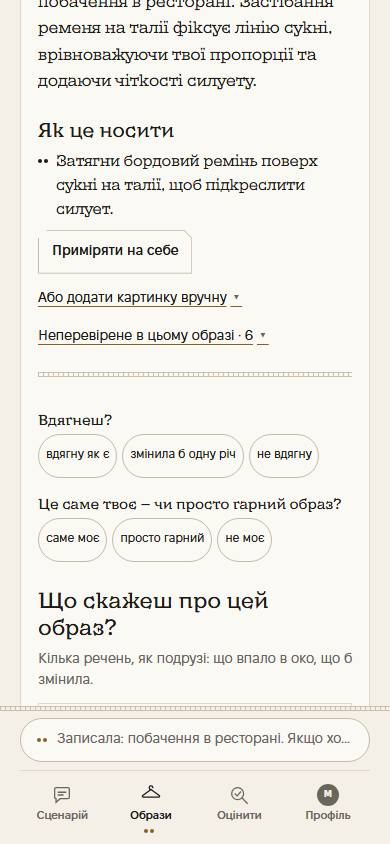 побачення в ресторані. Застібання
ременя на талії фіксує лінію сукні,
врівноважуючи твої пропорції та
додаючи чіткості силуету.
Як це носити
•• Затягни бордовий ремінь поверх
сукні на талії, щоб підкреслити
силует.
Приміряти на себе
Або додати картинку вручну ▾
Неперевірене в цьому образі · 6 ▾
Вдягнеш?
вдягну як є
змінила б одну річ
не вдягну
Це саме твоє – чи просто гарний образ?
саме моє
просто гарний
не моє
Що скажеш про цей
образ?
Кілька речень, як подрузі: що впало в око, що б
змінила.
•• Записала: побачення в ресторані. Якщо хо...
Сценарій
Образи
Оцінити
М
Профіль